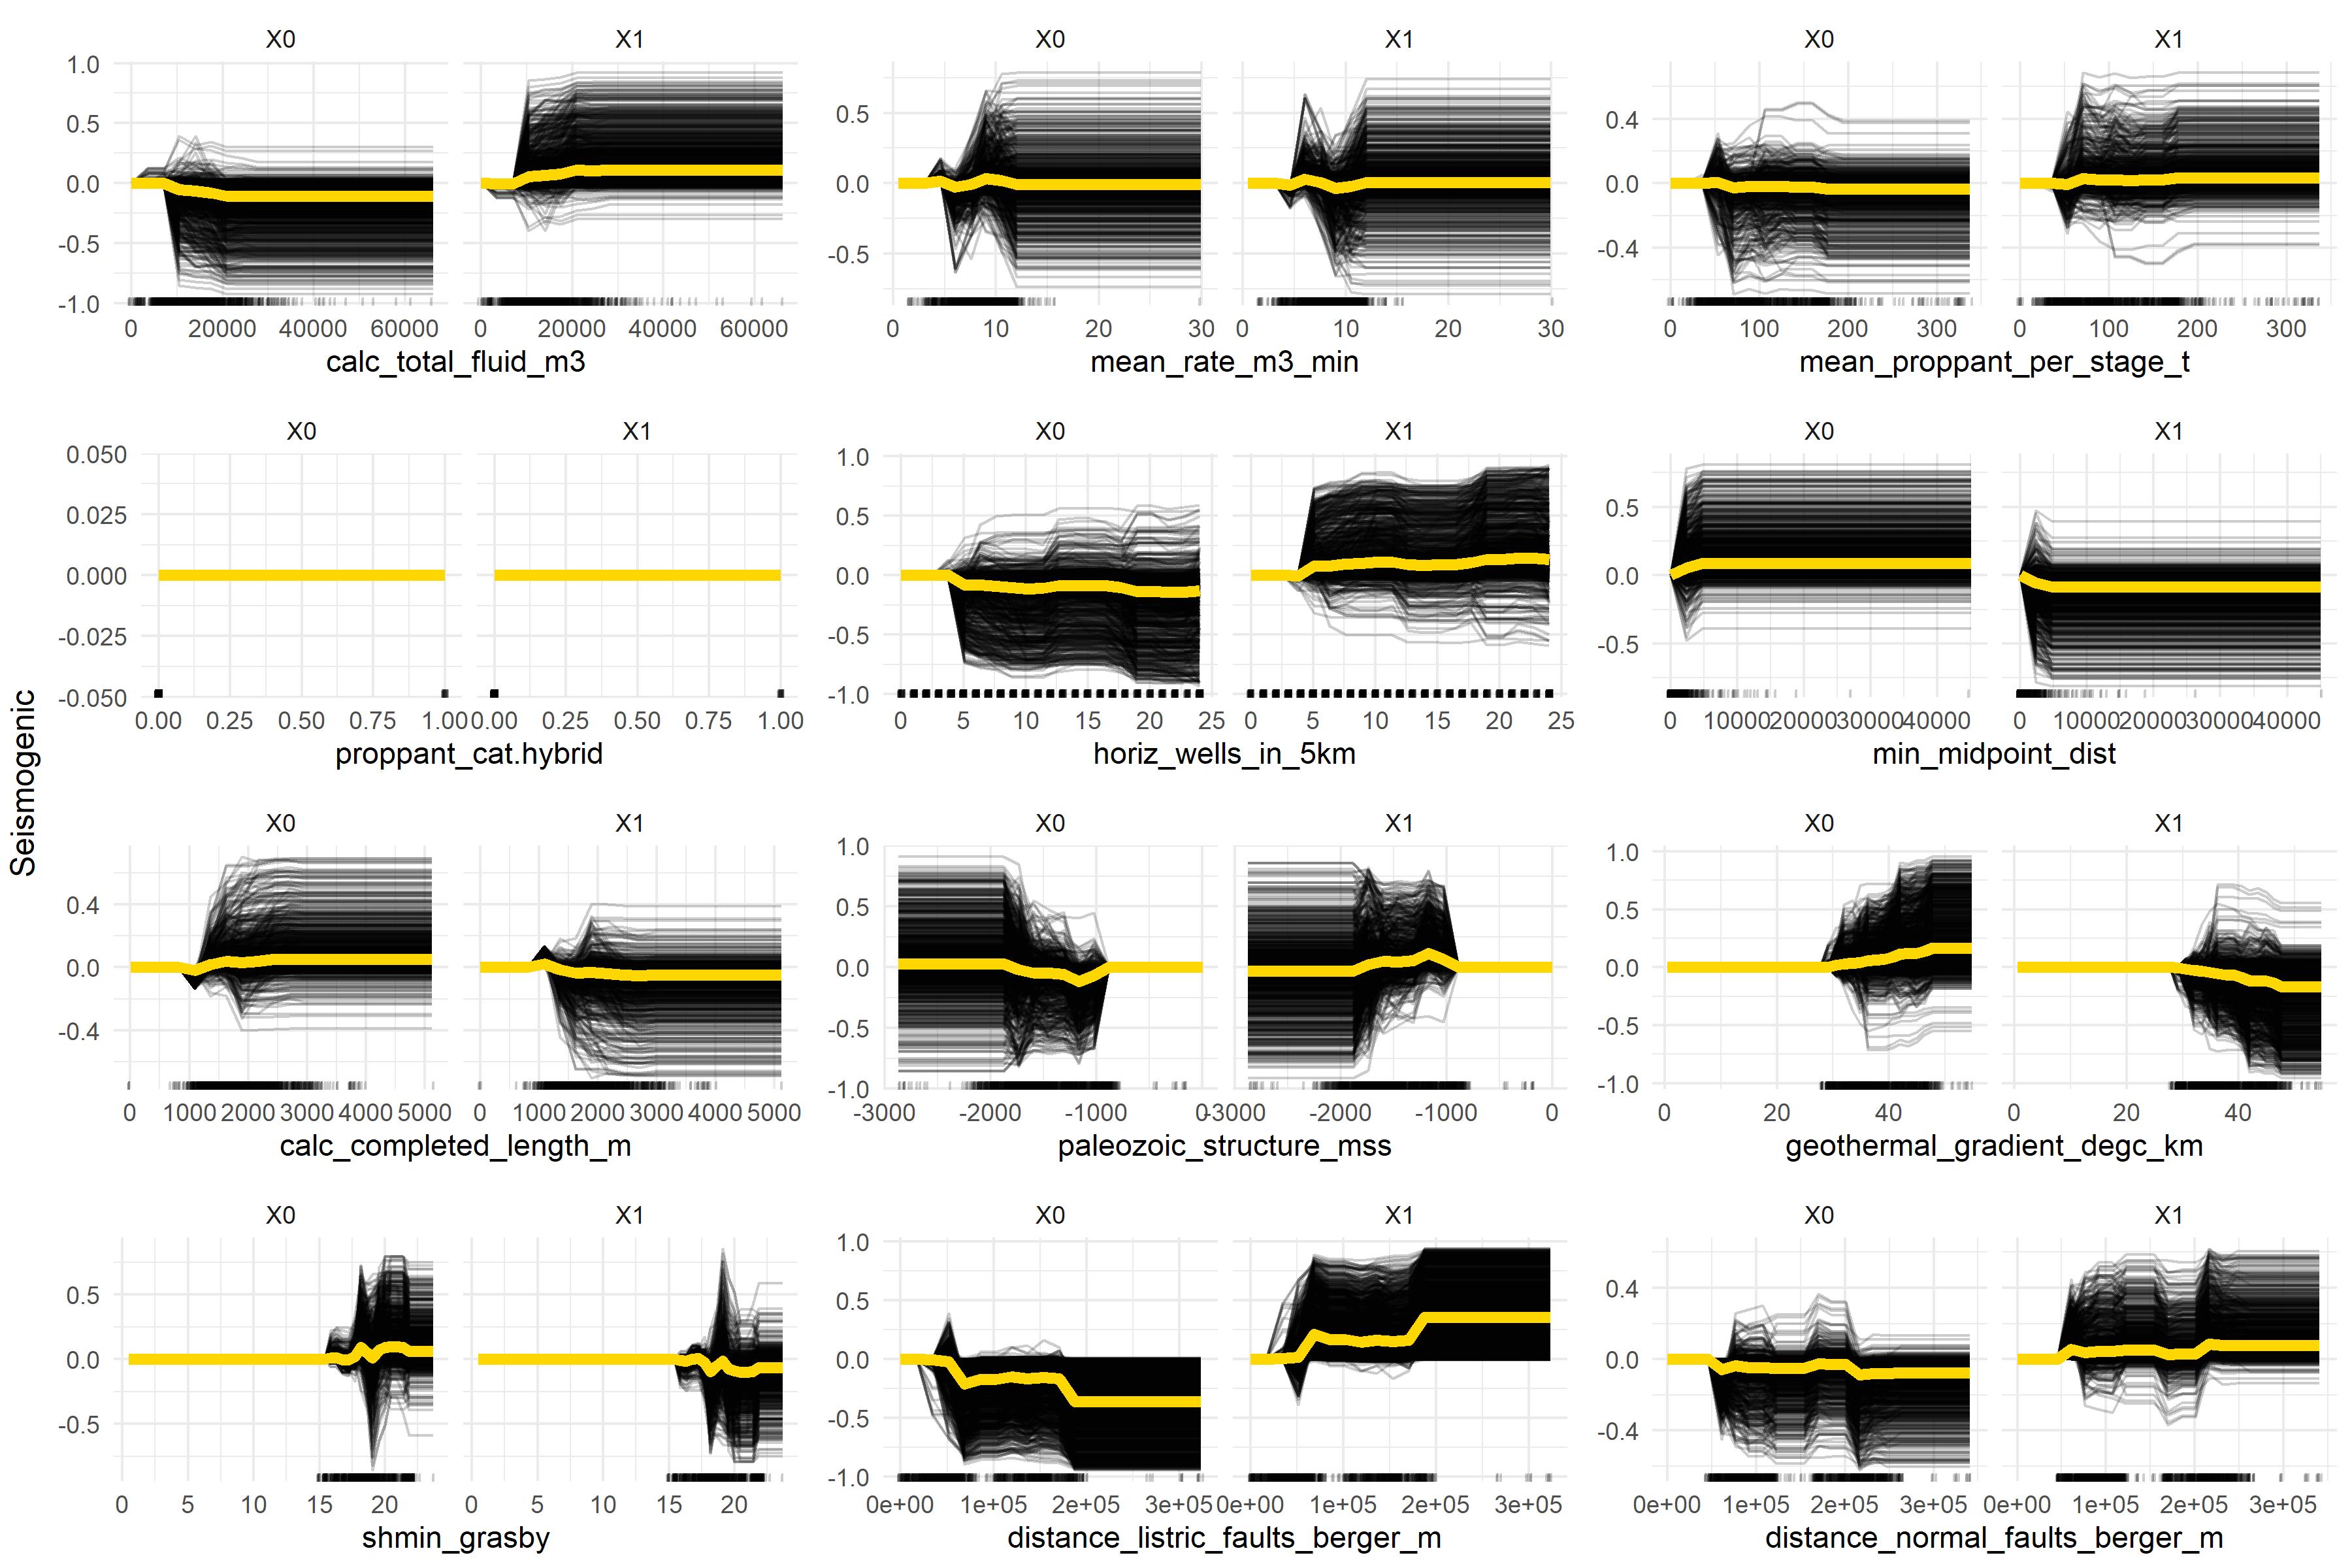 X0 X1 X0 X1 X0 X1
1.0 0.5 0.0 -0.5 -1.0
0.5 0.0 -0.5
0.4 0.0 -0.4
0 20000 40000 60000 0 20000 40000 60000 0 10 20 30 0 10 20 30 0 100 200 300 0 100 200 300
calc_total_fluid_m3 mean_rate_m3_min mean_proppant_per_stage_t
X0 X1 X0 X1 X0 X1
0.050 0.025 0.000 -0.025 -0.050
1.0 0.5 0.0 -0.5 -1.0
0.5 0.0 -0.5
0.00 0.25 0.50 0.75 1.00 0.00 0.25 0.50 0.75 1.00 0 5 10 15 20 25 0 5 10 15 20 25 0 10000 20000 30000 40000 0 10000 20000 30000 40000
proppant_cat.hybrid horiz_wells_in_5km min_midpoint_dist
Seismogenic
X0 X1 X0 X1 X0 X1
0.4 0.0 -0.4
1.0 0.5 0.0 -0.5 -1.0
1.0 0.5 0.0 -0.5 -1.0
0 1000 2000 3000 4000 5000 0 1000 2000 3000 4000 5000 -3000 -2000 -1000 0 -3000 -2000 -1000 0 0 20 40 0 20 40
calc_completed_length_m paleozoic_structure_mss geothermal_gradient_degc_km
X0 X1 X0 X1 X0 X1
0.5 0.0 -0.5
1.0 0.5 0.0 -0.5 -1.0
0.4 0.0 -0.4
0 5 10 15 20 0 5 10 15 20 0e+00 1e+05 2e+05 3e+05 0e+00 1e+05 2e+05 3e+05 0e+00 1e+05 2e+05 3e+05 0e+00 1e+05 2e+05 3e+05
shmin_grasby distance_listric_faults_berger_m distance_normal_faults_berger_m